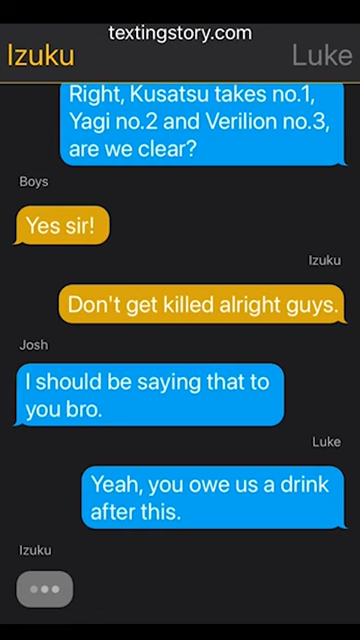 textingstory.com
Izuku
Luke
Right, Kusatsu takes no.1,
Yagi no.2 and Verilion no.3,
are we clear?
Boys
Yes sir!
Izuku
Don't get killed alright guys.
Josh
I should be saying that to
you bro.
Luke
Yeah, you owe us a drink
after this.
Izuku